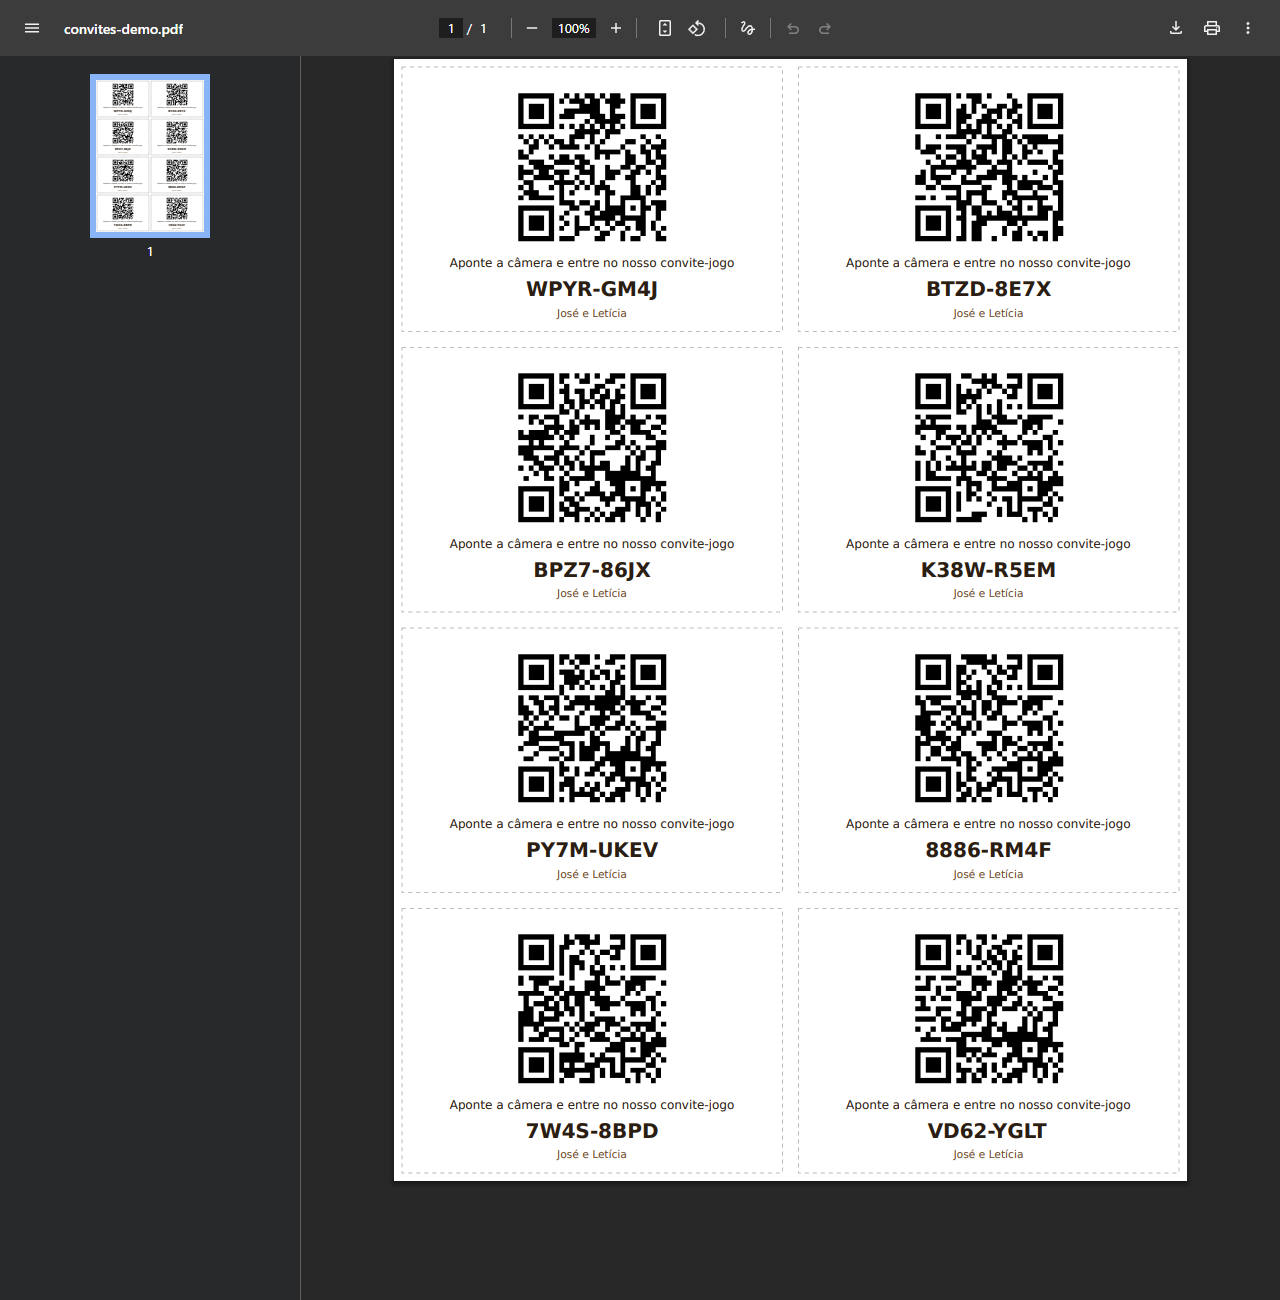 convites-demo.pdf
1 / 1
100%
1
Aponte a câmera e entre no nosso convite-jogo
WPYR-GM4J
José e Letícia
Aponte a câmera e entre no nosso convite-jogo
BTZD-8E7X
José e Letícia
Aponte a câmera e entre no nosso convite-jogo
BPZ7-86JX
José e Letícia
Aponte a câmera e entre no nosso convite-jogo
K38W-R5EM
José e Letícia
Aponte a câmera e entre no nosso convite-jogo
PY7M-UKEV
José e Letícia
Aponte a câmera e entre no nosso convite-jogo
8886-RM4F
José e Letícia
Aponte a câmera e entre no nosso convite-jogo
7W4S-8BPD
José e Letícia
Aponte a câmera e entre no nosso convite-jogo
VD62-YGLT
José e Letícia